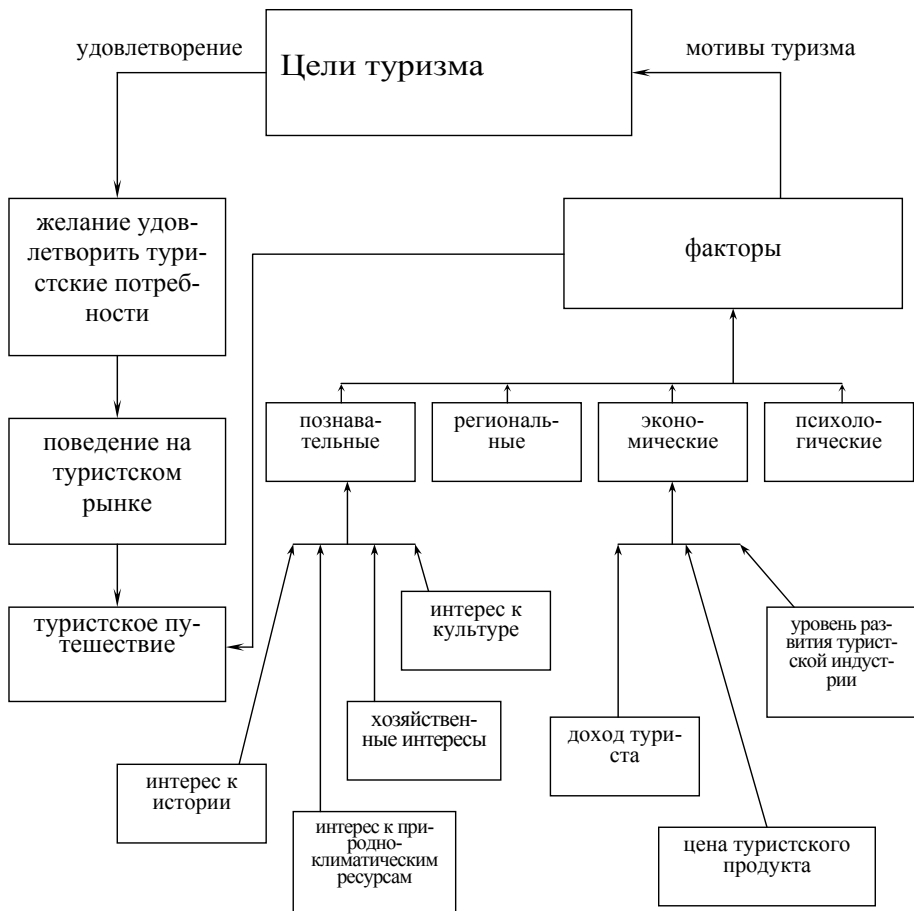 удовлетворение
Цели туризма
мотивы туризма
желание удов-
летворить тури-
стские потреб-
ности
факторы
познав-
ательные
региональ-
ные
эконо-
мические
психоло-
гические
поведение на
туристском
рынке
туристское пу-
тешествие
интерес к
культуре
уровень раз-
вития турист-
ской индуст-
рии
хозяйствен-
ные интересы
доход тури-
ста
интерес к
истории
интерес к при-
родно-
климатическим
ресурсам
цена туристского
продукта